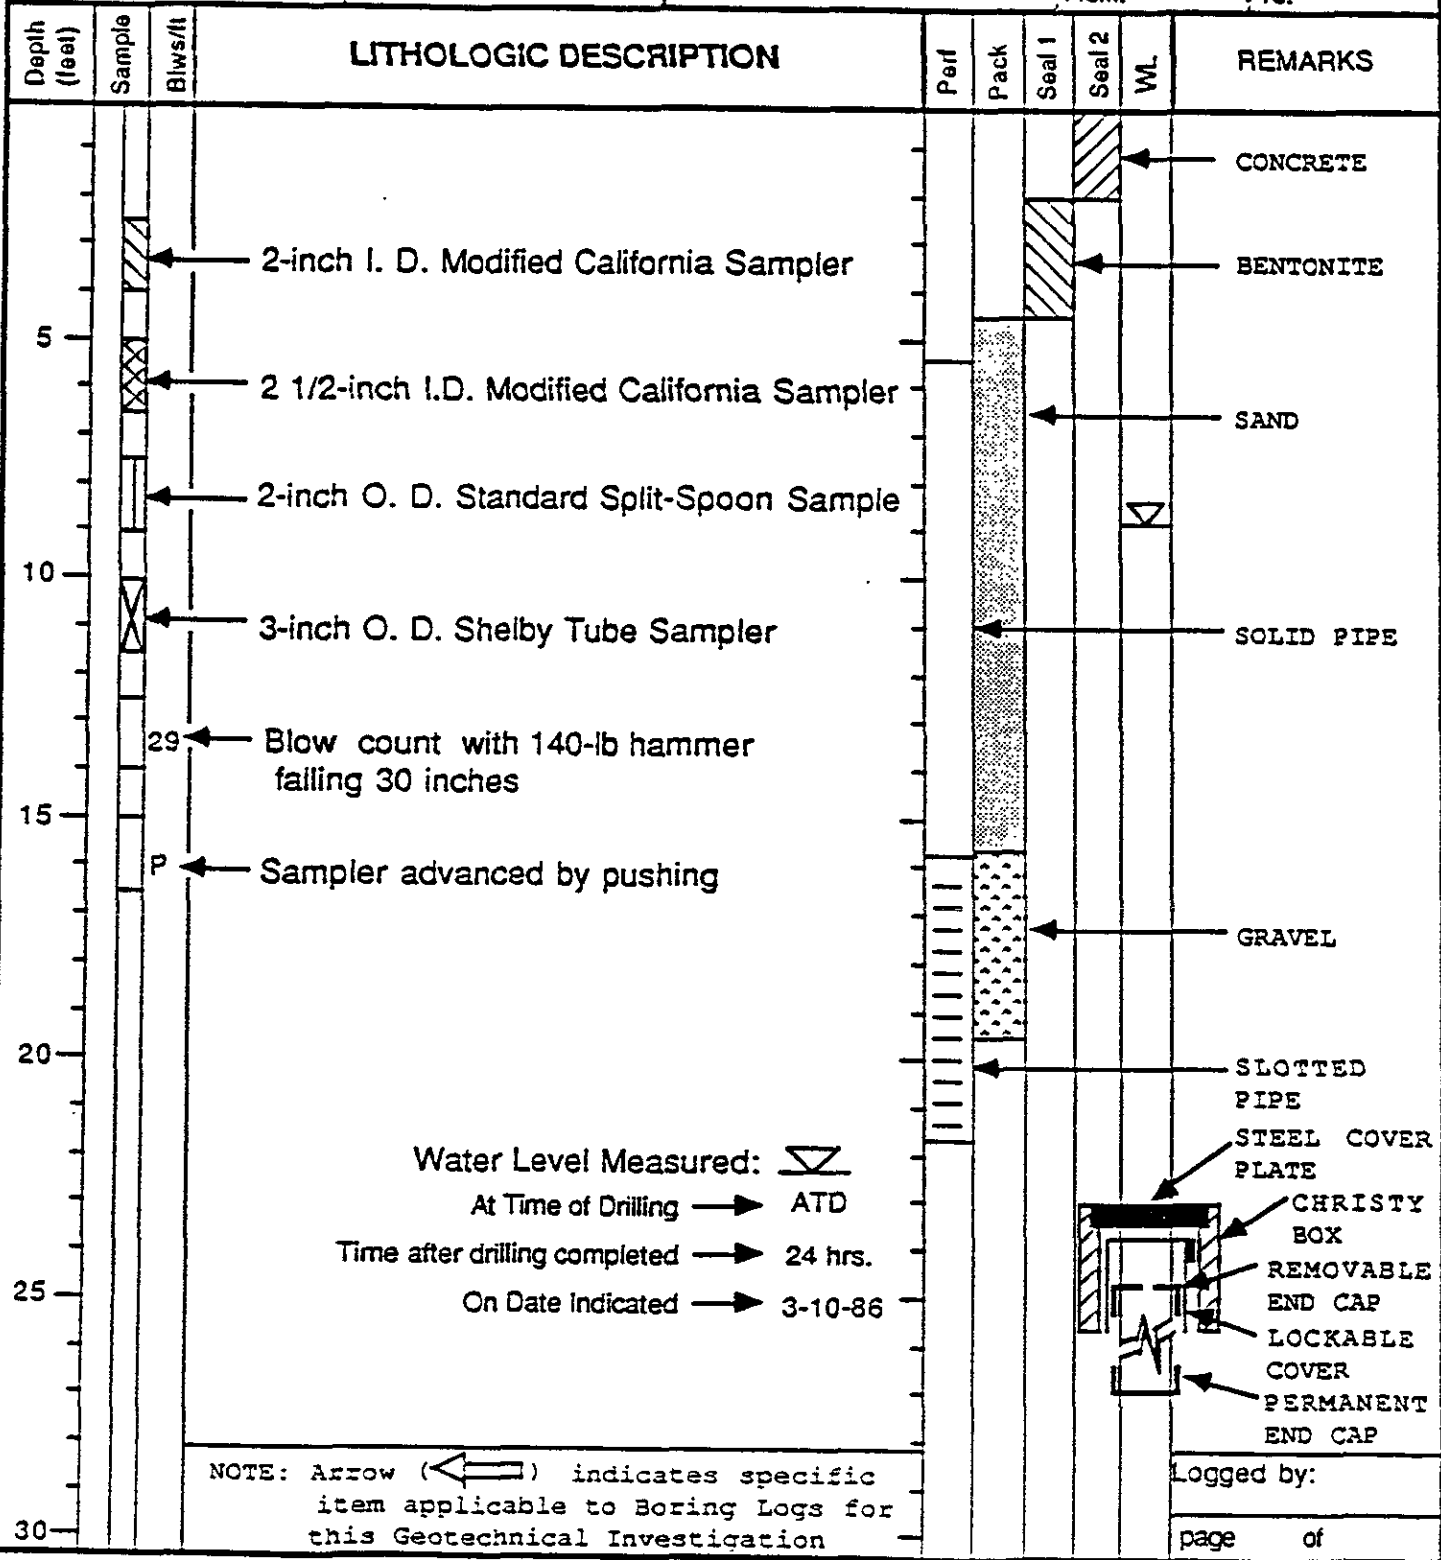 Depth (feet)
Sample
Blws/ft
LITHOLOGIC DESCRIPTION
Perf
Pack
Seal 1
Seal 2
WL
REMARKS
CONCRETE
2-inch I. D. Modified California Sampler
BENTONITE
5
2 1/2-inch I.D. Modified California Sampler
SAND
2-inch O. D. Standard Split-Spoon Sample
10
3-inch O. D. Shelby Tube Sampler
SOLID PIPE
29
Blow count with 140-lb hammer
falling 30 inches
15
P
Sampler advanced by pushing
GRAVEL
20
SLOTTED
PIPE
Water Level Measured:
STEEL COVER
PLATE
At Time of Drilling
ATD
CHRISTY
BOX
Time after drilling completed
24 hrs.
REMOVABLE
END CAP
25
On Date Indicated
3-10-86
LOCKABLE
COVER
PERMANENT
END CAP
NOTE: Arrow ( ) indicates specific
item applicable to Boring Logs for
this Geotechnical Investigation
Logged by:
30
page of